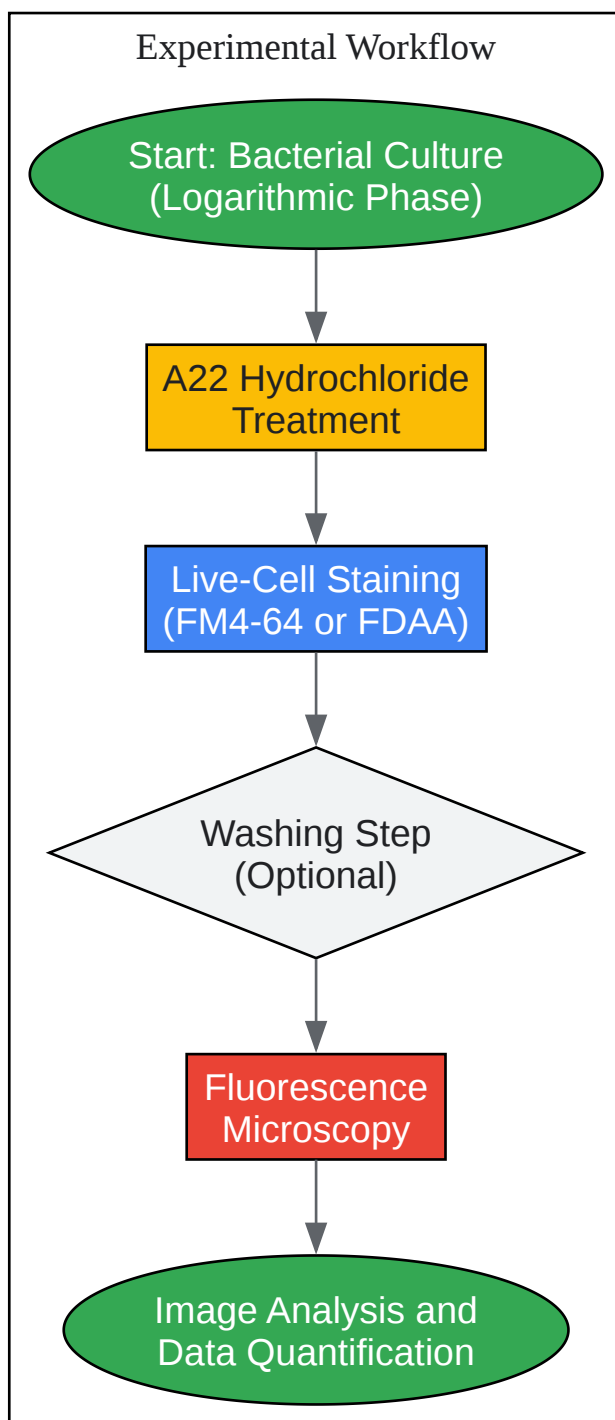 Experimental Workflow
Start: Bacterial Culture
(Logarithmic Phase)
A22 Hydrochloride
Treatment
Live-Cell Staining
(FM4-64 or FDAA)
Washing Step
(Optional)
Fluorescence
Microscopy
Image Analysis and
Data Quantification